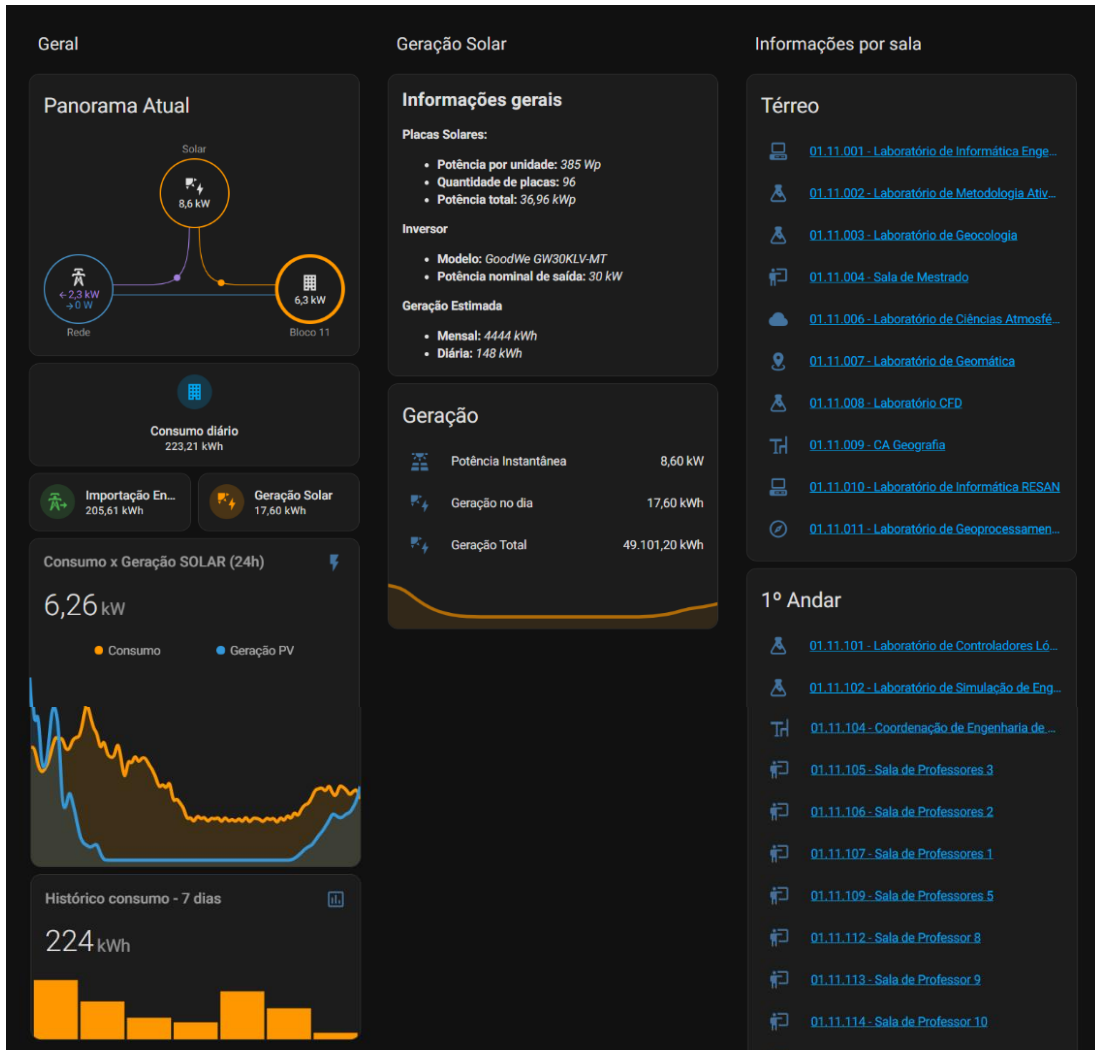 Geral
Panorama Atual
Solar
8,6 kW
←2,3 kW
→0 W
6,3 kW
Rede
Bloco 11
Consumo diário
223,21 kWh
Importação En...
205,61 kWh
Geração Solar
17,60 kWh
Consumo x Geração SOLAR (24h)
6,26 kW
Consumo
Geração PV
Histórico consumo - 7 dias
224 kWh
Geração Solar
Informações gerais
Placas Solares:
• Potência por unidade: 385 Wp
• Quantidade de placas: 96
• Potência total: 36,96 kWp
Inversor
• Modelo: GoodWe GW30KLV-MT
• Potência nominal de saída: 30 kW
Geração Estimada
• Mensal: 4444 kWh
• Diária: 148 kWh
Geração
Potência Instantânea 8,60 kW
Geração no dia 17,60 kWh
Geração Total 49.101,20 kWh
Informações por sala
Térreo
01.11.001 - Laboratório de Informática Enge...
01.11.002 - Laboratório de Metodologia Ativ...
01.11.003 - Laboratório de Geocologia
01.11.004 - Sala de Mestrado
01.11.006 - Laboratório de Ciências Atmosfé...
01.11.007 - Laboratório de Geomática
01.11.008 - Laboratório CFD
01.11.009 - CA Geografia
01.11.010 - Laboratório de Informática RESAN
01.11.011 - Laboratório de Geoprocessamen...
1º Andar
01.11.101 - Laboratório de Controladores Ló...
01.11.102 - Laboratório de Simulação de Eng...
01.11.104 - Coordenação de Engenharia de ...
01.11.105 - Sala de Professores 3
01.11.106 - Sala de Professores 2
01.11.107 - Sala de Professores 1
01.11.109 - Sala de Professores 5
01.11.112 - Sala de Professor 8
01.11.113 - Sala de Professor 9
01.11.114 - Sala de Professor 10